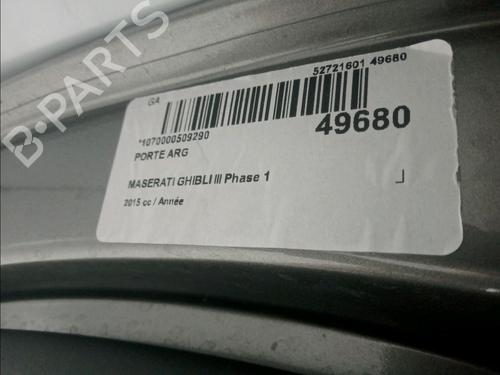 B-PARTS
GA
52721601 49680
*1070000509290
49680
PORTE ARG
MASERATI GHIBLI III Phase 1
2015 cc / Année